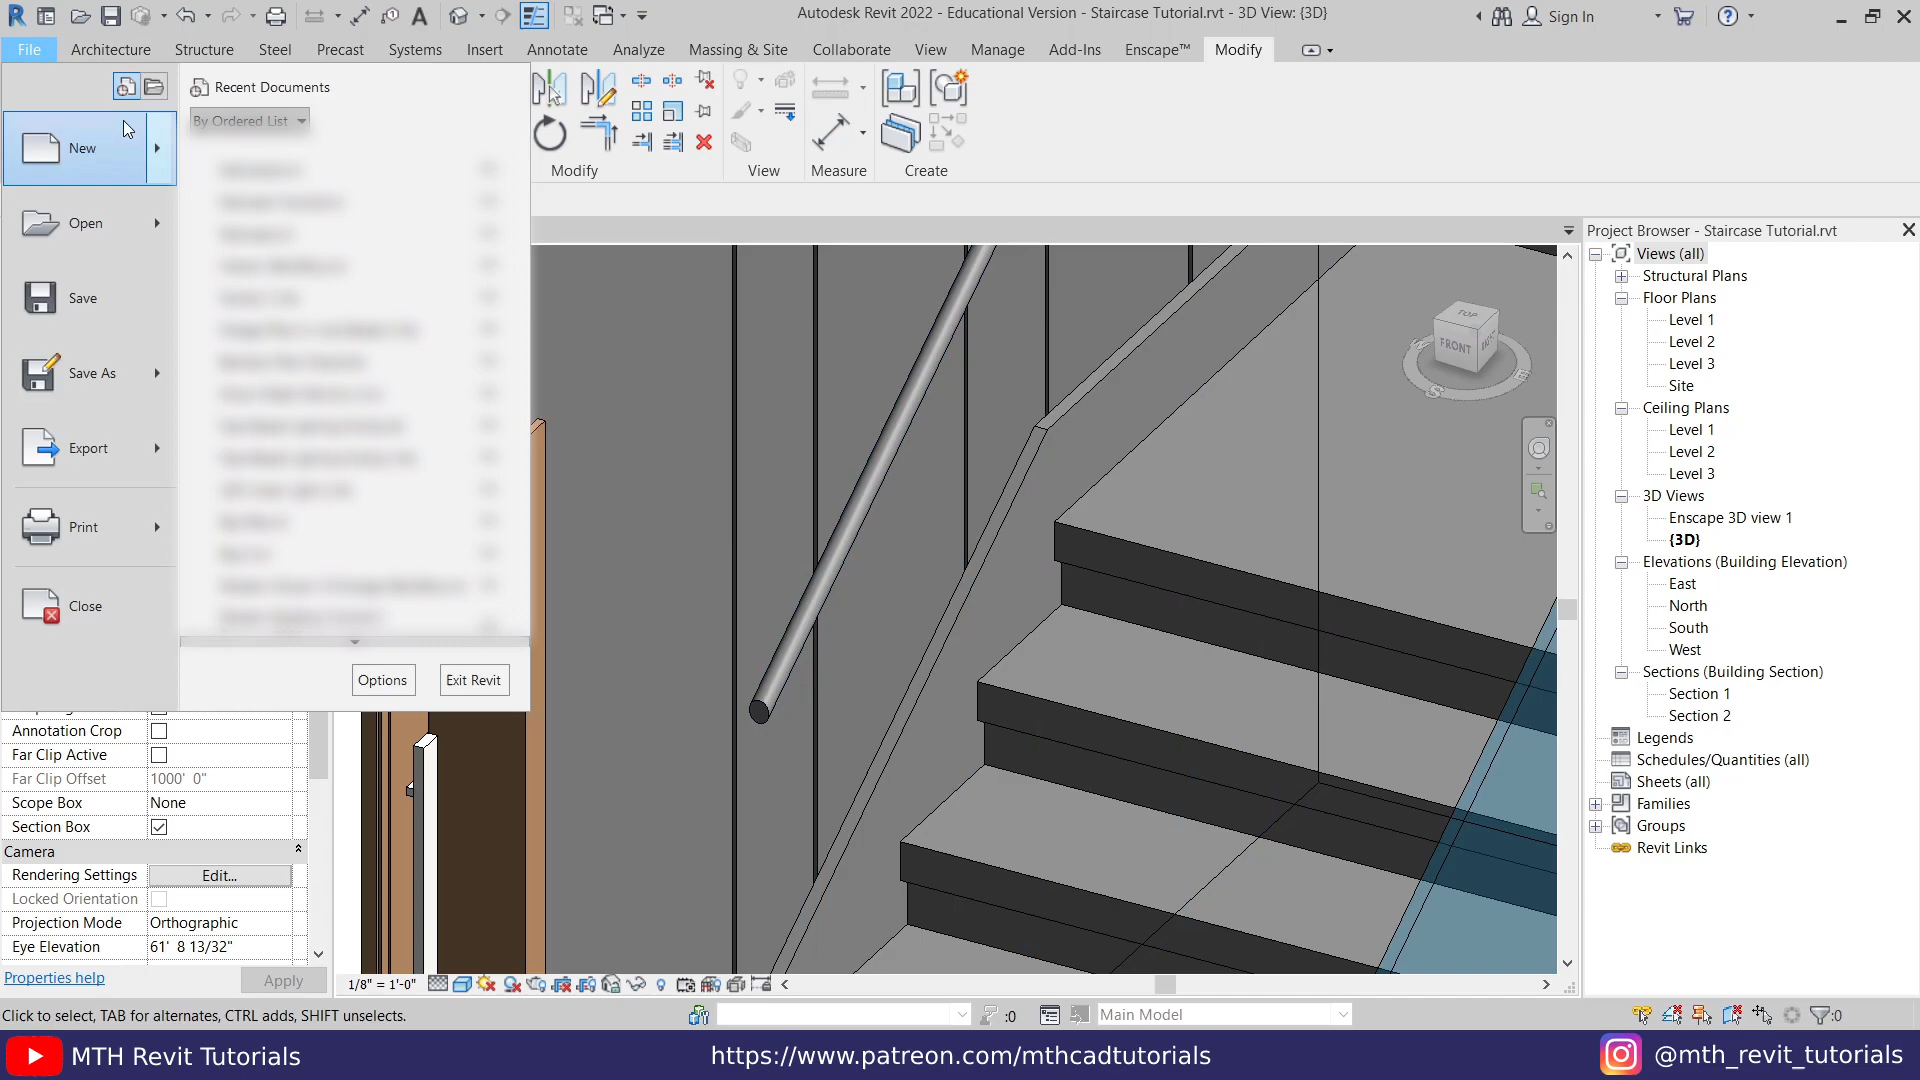 Autodesk Revit 2022 - Educational Version - Staircase Tutorial.rvt - 3D View: {3D}
Sign In
File Architecture Structure Steel Precast Systems Insert Annotate Analyze Massing & Site Collaborate View Manage Add-Ins Enscape™ Modify
Recent Documents
By Ordered List
New
Open
Save
Save As
Export
Print
Close
Options
Exit Revit
Modify
View
Measure
Create
TOP
FRONT
S
E
Project Browser - Staircase Tutorial.rvt
Views (all)
Structural Plans
Floor Plans
Level 1
Level 2
Level 3
Site
Ceiling Plans
Level 1
Level 2
Level 3
3D Views
Enscape 3D view 1
{3D}
Elevations (Building Elevation)
East
North
South
West
Sections (Building Section)
Section 1
Section 2
Legends
Schedules/Quantities (all)
Sheets (all)
Families
Groups
Revit Links
Annotation Crop
Far Clip Active
Far Clip Offset 1000' 0"
Scope Box None
Section Box
Camera
Rendering Settings Edit...
Locked Orientation
Projection Mode Orthographic
Eye Elevation 61' 8 13/32"
Properties help
Apply
1/8" = 1'-0"
Click to select, TAB for alternates, CTRL adds, SHIFT unselects.
:0
Main Model
:0
MTH Revit Tutorials
https://www.patreon.com/mthcadtutorials
@mth_revit_tutorials